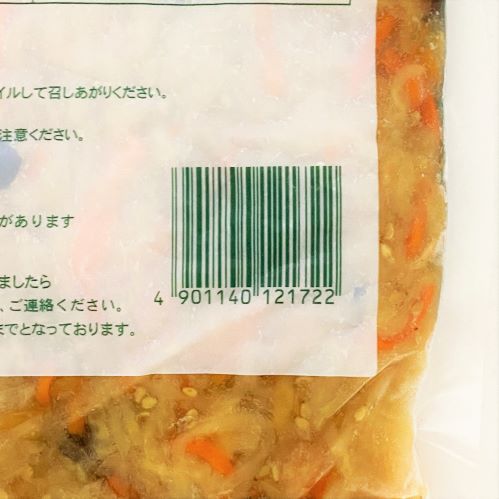 イルして召しあがりください。
注意ください。
があります
ましたら
、ご連絡ください。
までとなっております。
4 901140 121722